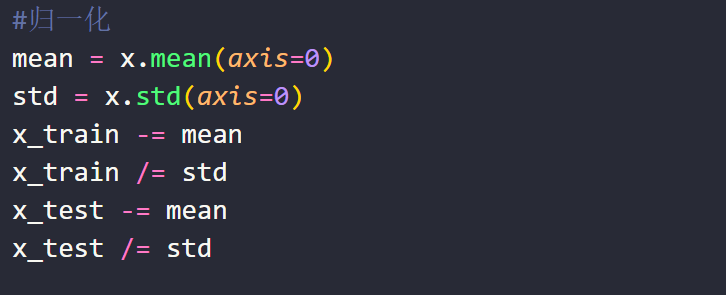 #归一化
mean = x.mean(axis=0)
std = x.std(axis=0)
x_train -= mean
x_train /= std
x_test -= mean
x_test /= std